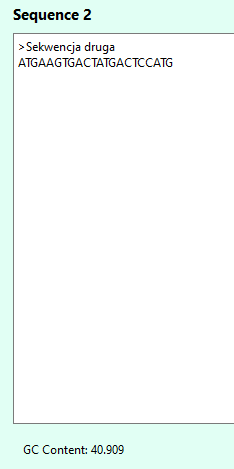 Sequence 2
>Sekwencja druga
ATGAAGTGACTATGACTCCATG
GC Content: 40.909